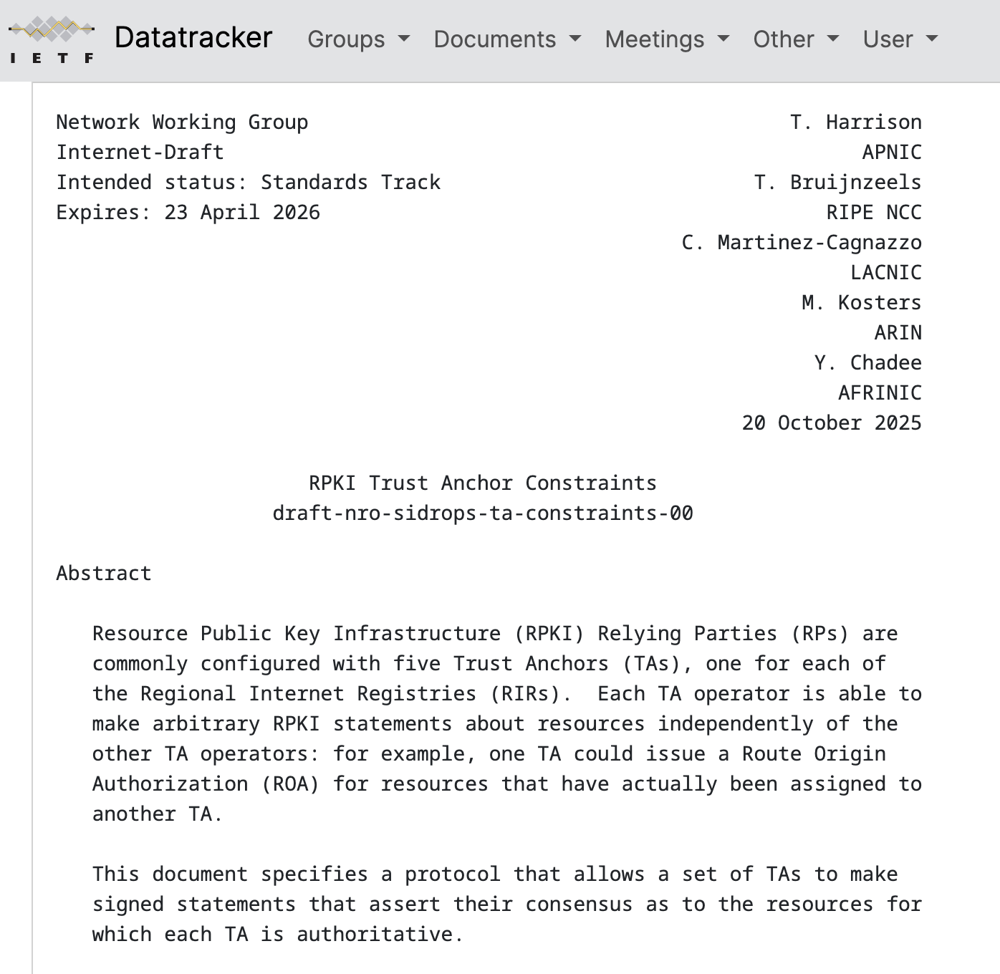 IETF
Datatracker Groups Documents Meetings Other User
Network Working Group T. Harrison
Internet-Draft APNIC
Intended status: Standards Track T. Bruijnzeels
Expires: 23 April 2026 RIPE NCC
C. Martinez-Cagnazzo
LACNIC
M. Kosters
ARIN
Y. Chadee
AFRINIC
20 October 2025
RPKI Trust Anchor Constraints
draft-nro-sidrops-ta-constraints-00
Abstract
Resource Public Key Infrastructure (RPKI) Relying Parties (RPs) are
commonly configured with five Trust Anchors (TAs), one for each of
the Regional Internet Registries (RIRs).  Each TA operator is able to
make arbitrary RPKI statements about resources independently of the
other TA operators: for example, one TA could issue a Route Origin
Authorization (ROA) for resources that have actually been assigned to
another TA.
This document specifies a protocol that allows a set of TAs to make
signed statements that assert their consensus as to the resources for
which each TA is authoritative.